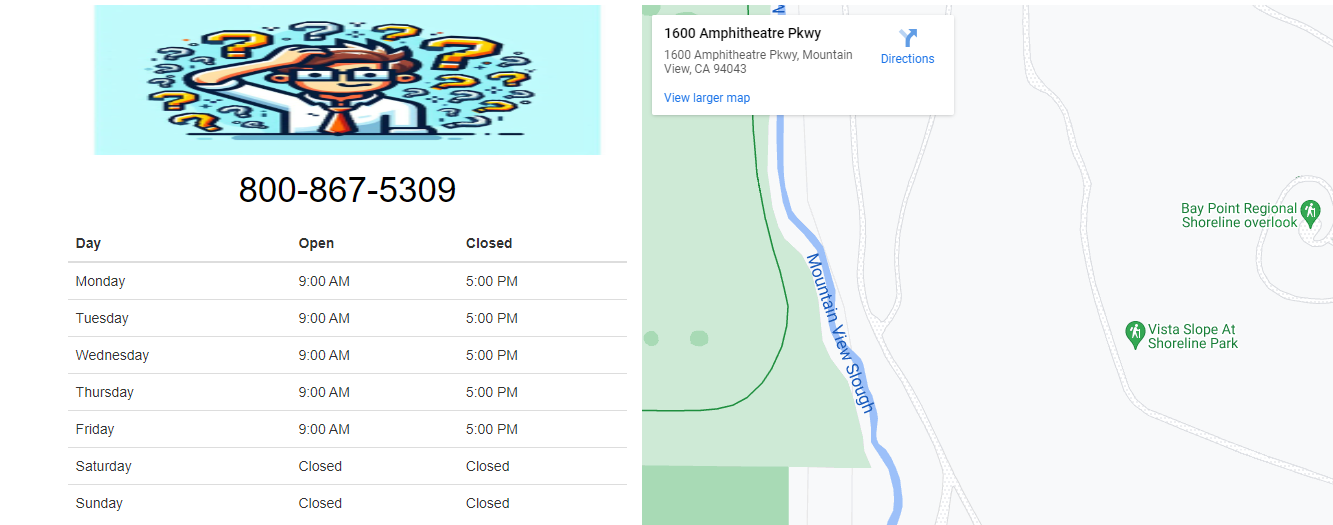 800-867-5309
Day Open Closed
Monday 9:00 AM 5:00 PM
Tuesday 9:00 AM 5:00 PM
Wednesday 9:00 AM 5:00 PM
Thursday 9:00 AM 5:00 PM
Friday 9:00 AM 5:00 PM
Saturday Closed Closed
Sunday Closed Closed
1600 Amphitheatre Pkwy
1600 Amphitheatre Pkwy, Mountain
View, CA 94043
Directions
View larger map
Bay Point Regional
Shoreline overlook
Mountain View Slough
Vista Slope At
Shoreline Park